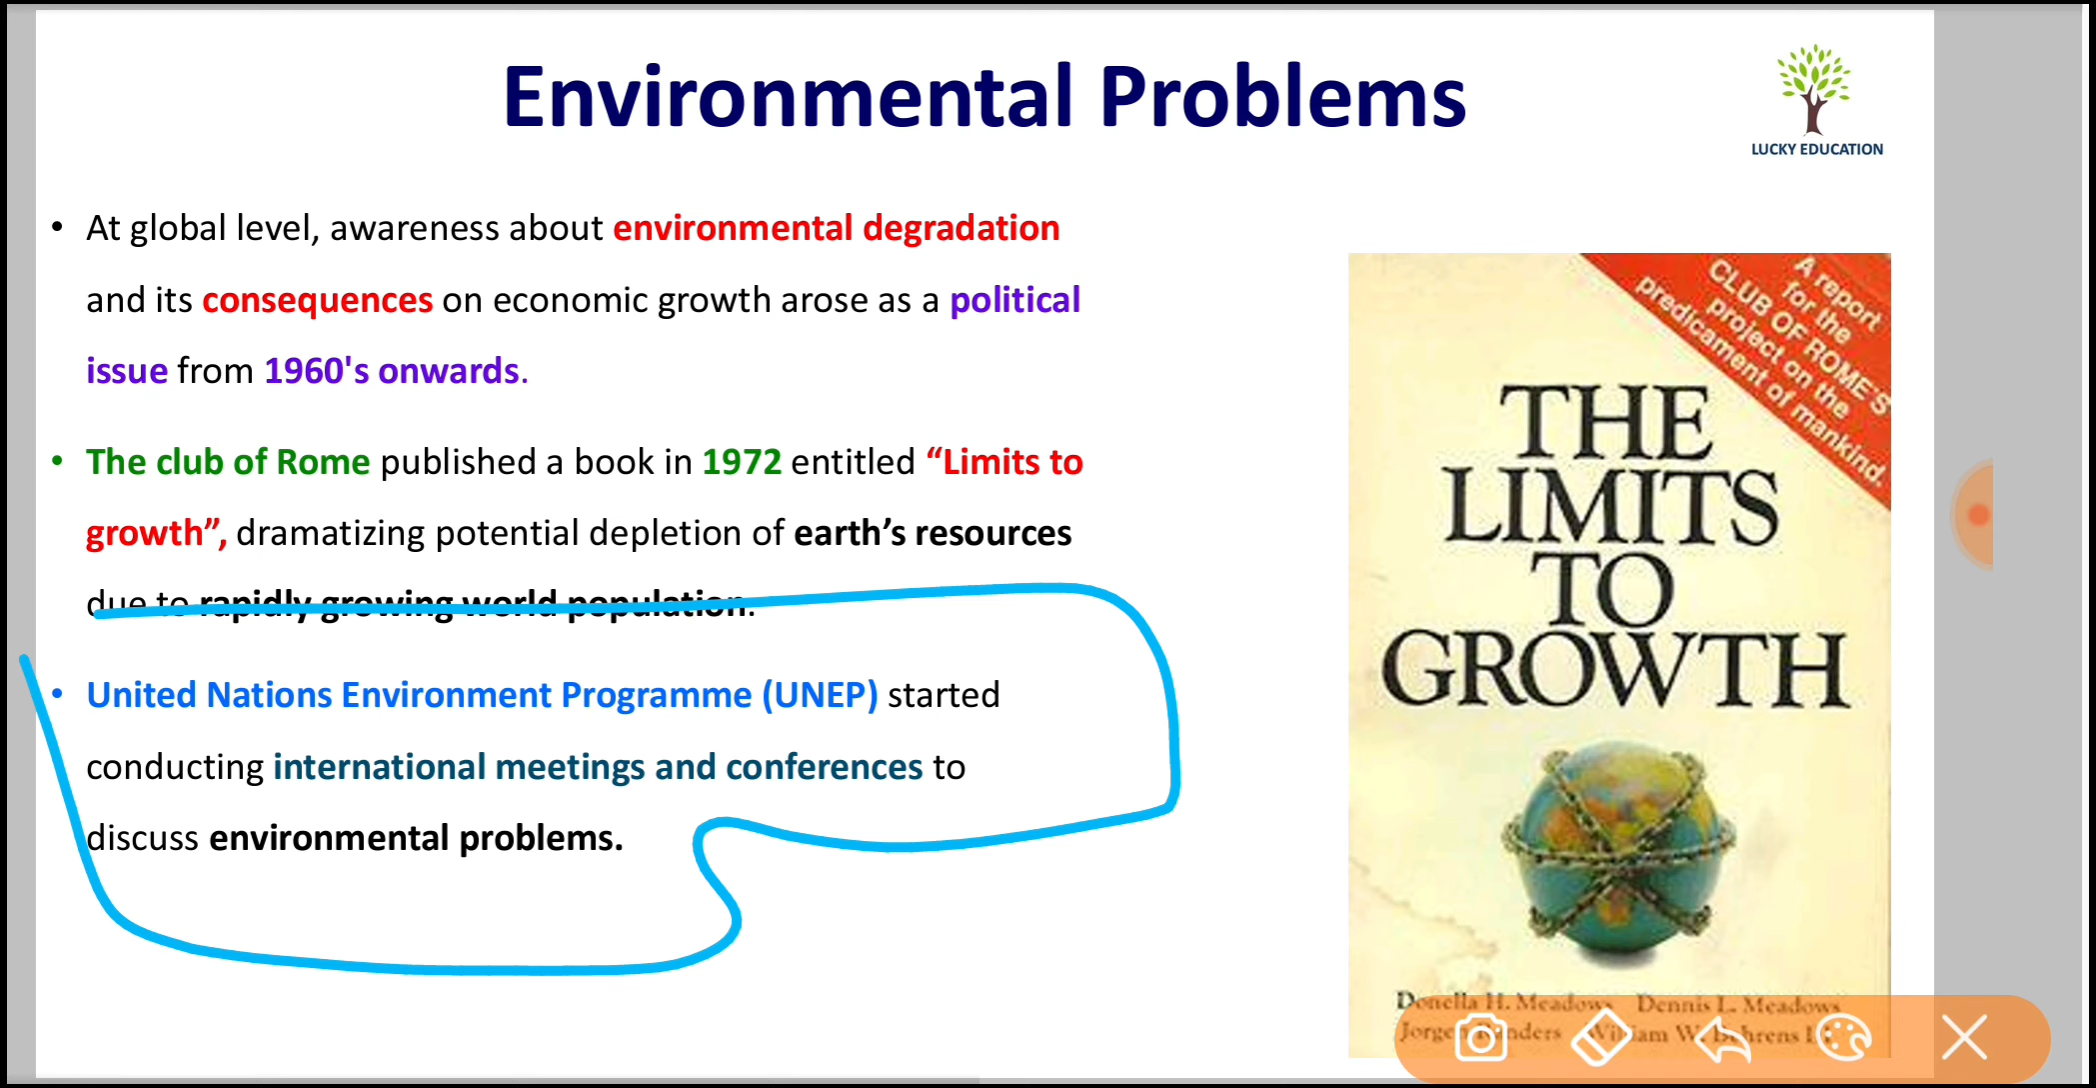 Environmental Problems
LUCKY EDUCATION
• At global level, awareness about environmental degradation
and its consequences on economic growth arose as a political
issue from 1960's onwards.
• The club of Rome published a book in 1972 entitled “Limits to
growth”, dramatizing potential depletion of earth’s resources
due to rapidly growing world population.
• United Nations Environment Programme (UNEP) started
conducting international meetings and conferences to
discuss environmental problems.
A report
for the
CLUB OF ROME'S
project on the
predicament of mankind.
THE
LIMITS
TO
GROWTH
Donella H. Meadows Dennis L. Meadows
W.